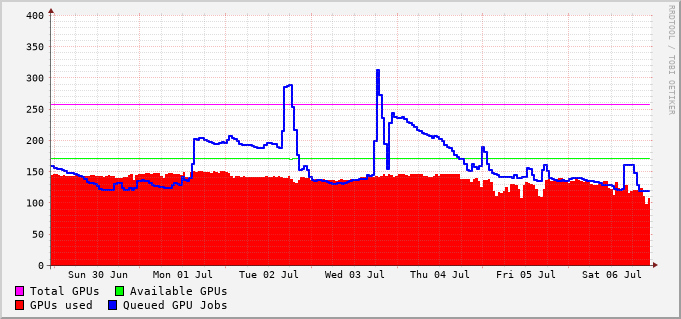 400
350
300
250
200
150
100
50
0
Sun 30 Jun Mon 01 Jul Tue 02 Jul Wed 03 Jul Thu 04 Jul Fri 05 Jul Sat 06 Jul
Total GPUs Available GPUs
GPUs used Queued GPU Jobs
RRDTOOL / TOBI OETIKER